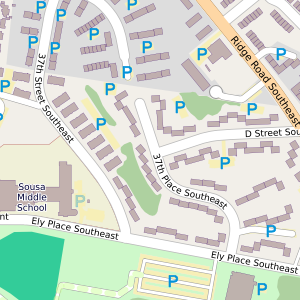 37th Street Southeast
Ridge Road Southeast
D Street Sou
37th Place Southeast
Sousa
Middle
School
nt
Ely Place Southeast
Ely Place Southeast
P
P
P
P
P
P
P
P
P
P
P
P
P